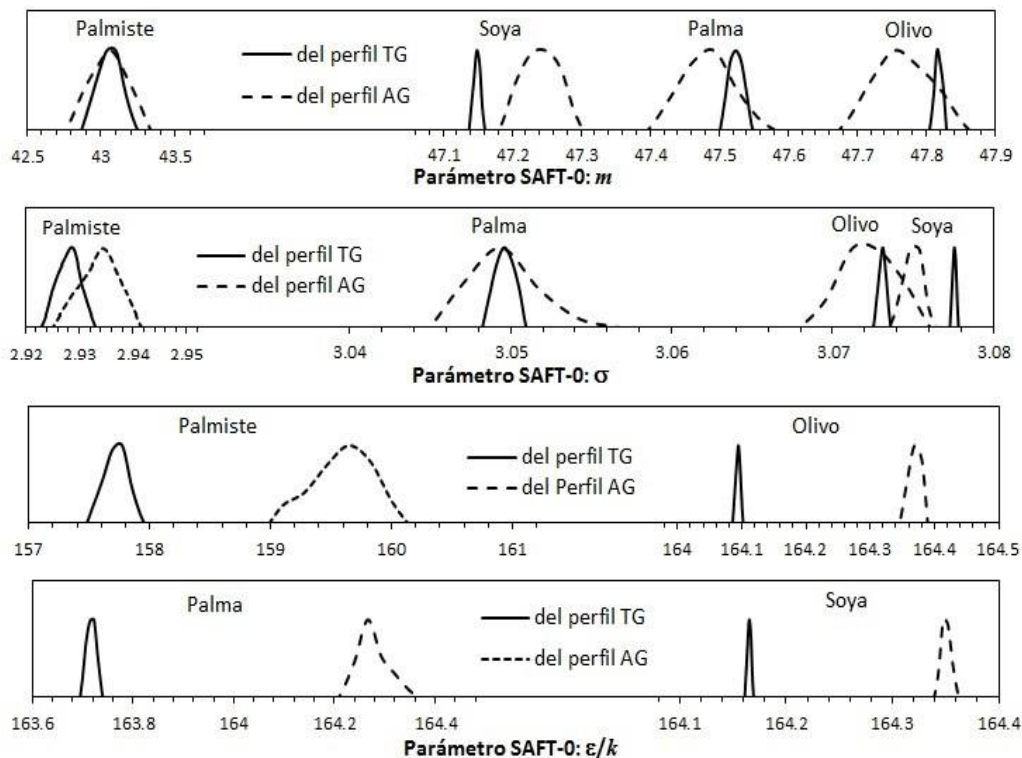 Palmiste
Soya
Palma
Olivo
del perfil TG
del perfil AG
42.5 43 43.5 47.1 47.2 47.3 47.4 47.5 47.6 47.7 47.8 47.9
Parámetro SAFT-0: m
Palmiste
Palma
Olivo
Soya
del perfil TG
del perfil AG
2.92 2.93 2.94 2.95 3.04 3.05 3.06 3.07 3.08
Parámetro SAFT-0: σ
Palmiste
Olivo
del perfil TG
del Perfil AG
157 158 159 160 161 164 164.1 164.2 164.3 164.4 164.5
Palma
Soya
del perfil TG
del perfil AG
163.6 163.8 164 164.2 164.4 164.1 164.2 164.3 164.4
Parámetro SAFT-0: ε/k